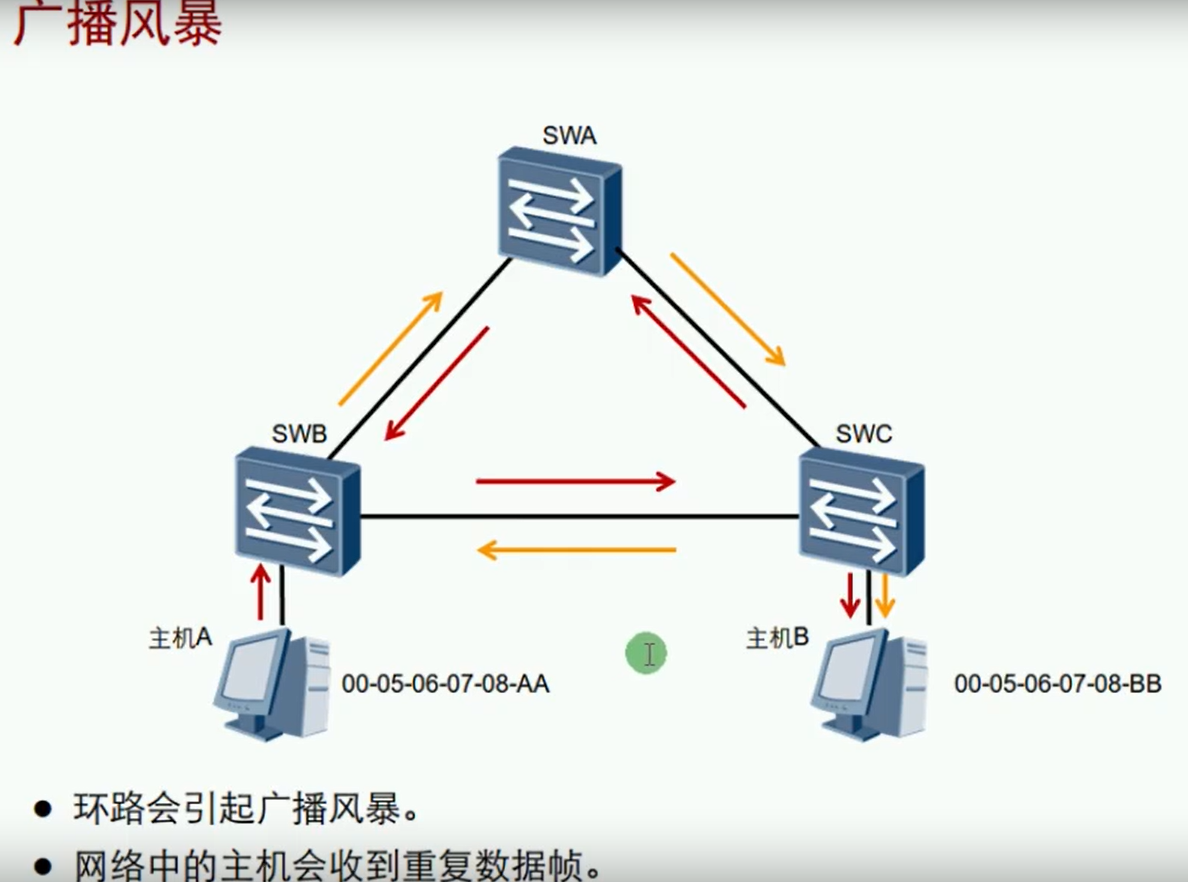 广播风暴
SWA
SWB
SWC
主机A
主机B
00-05-06-07-08-AA
00-05-06-07-08-BB
● 环路会引起广播风暴。
● 网络中的主机会收到重复数据帧。